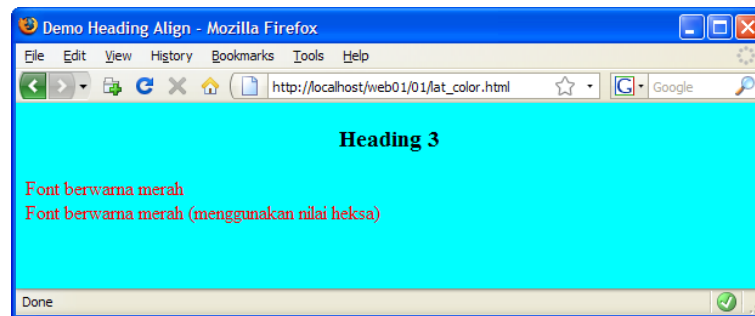 Demo Heading Align - Mozilla Firefox
File Edit View History Bookmarks Tools Help
http://localhost/web01/01/lat_color.html G Google
Heading 3
Font berwarna merah
Font berwarna merah (menggunakan nilai heksa)
Done